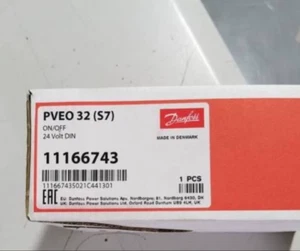 PVEO 32 (S7)
ON/OFF
24 Volt DIN
Danfoss
MADE IN DENMARK
11166743
1 PCS
111667435021C441301
EAC